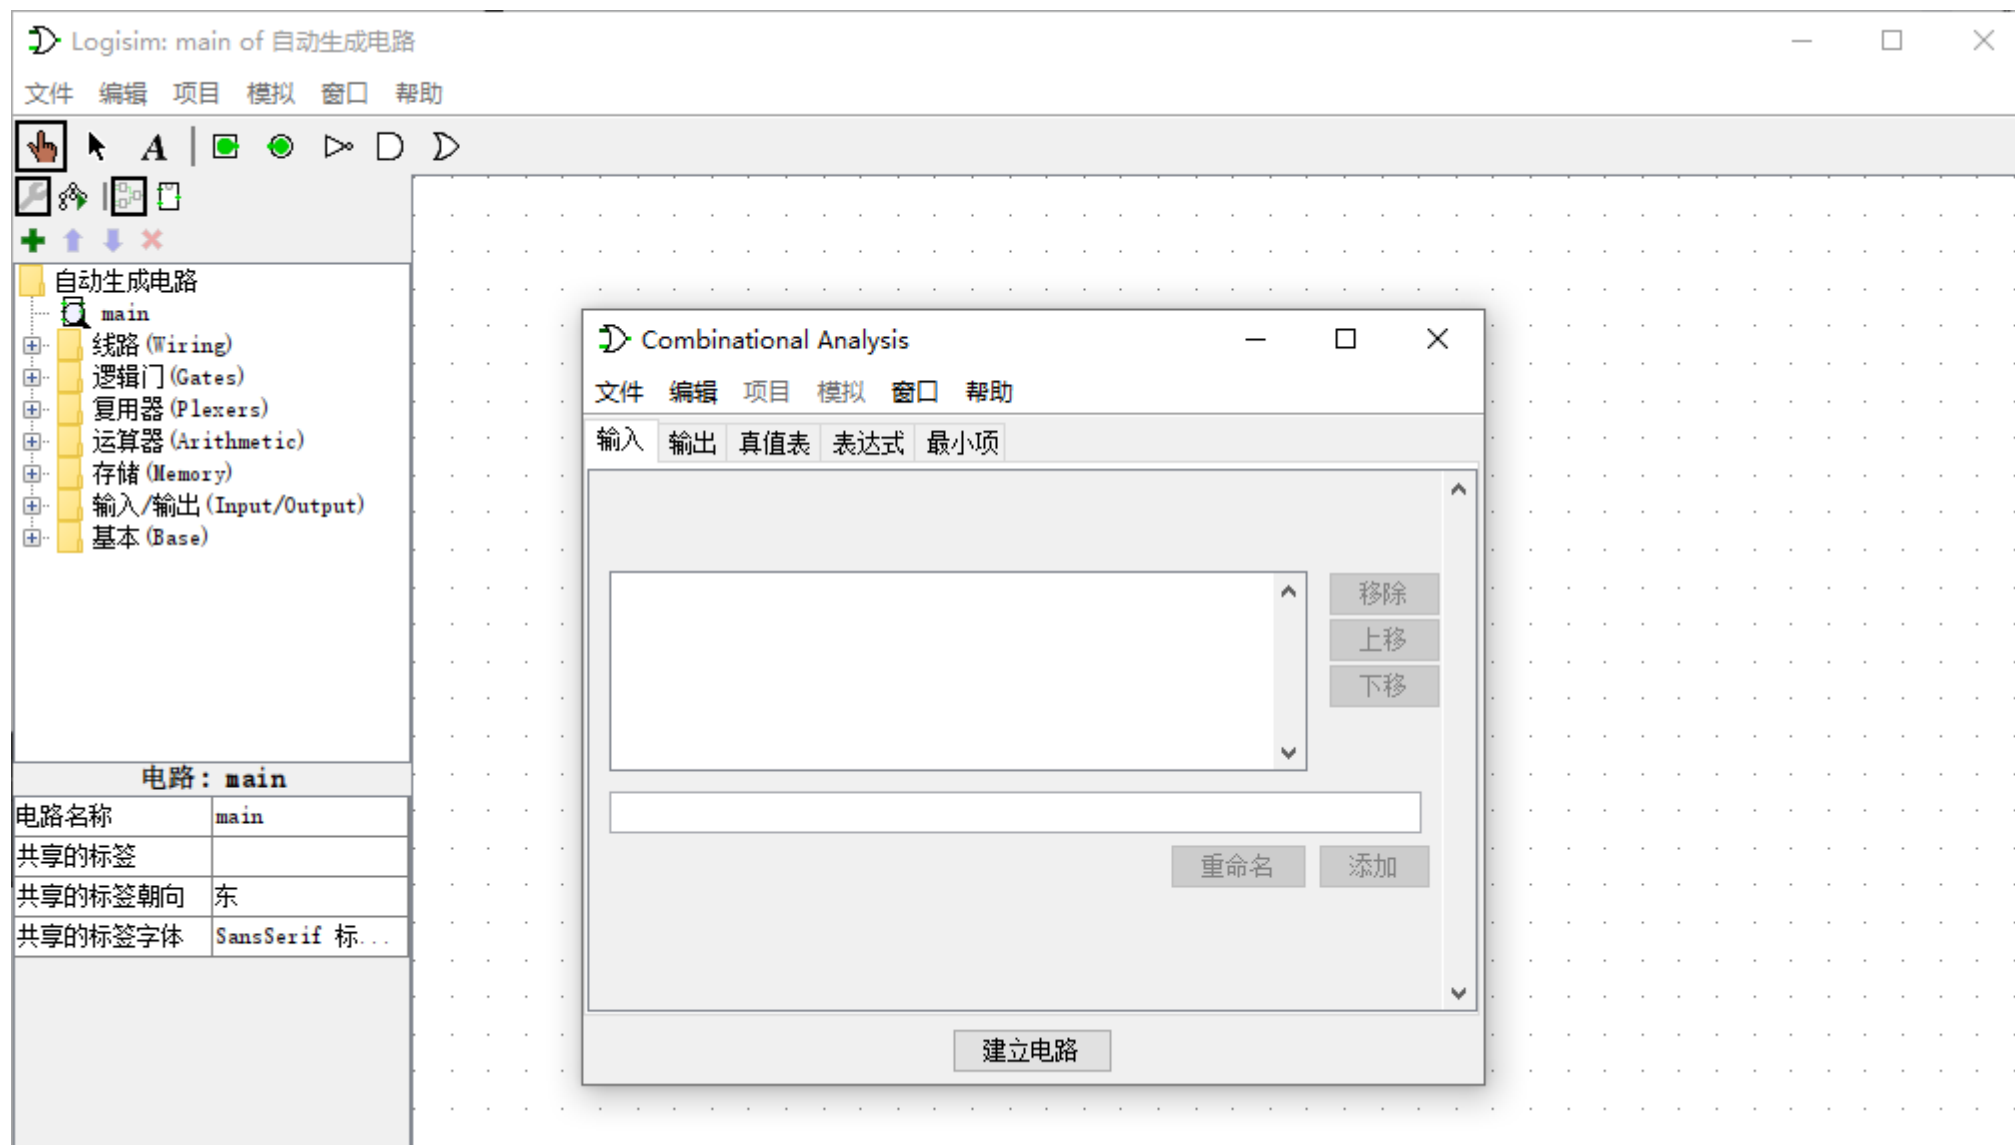 Logisim: main of 自动生成电路
文件 编辑 项目 模拟 窗口 帮助
A
自动生成电路
main
线路(Wiring)
逻辑门(Gates)
复用器(Plexers)
运算器(Arithmetic)
存储(Memory)
输入/输出(Input/Output)
基本(Base)
电路: main
电路名称 main
共享的标签
共享的标签朝向 东
共享的标签字体 SansSerif 标...
Combinational Analysis
文件 编辑 项目 模拟 窗口 帮助
输入 输出 真值表 表达式 最小项
移除
上移
下移
重命名 添加
建立电路